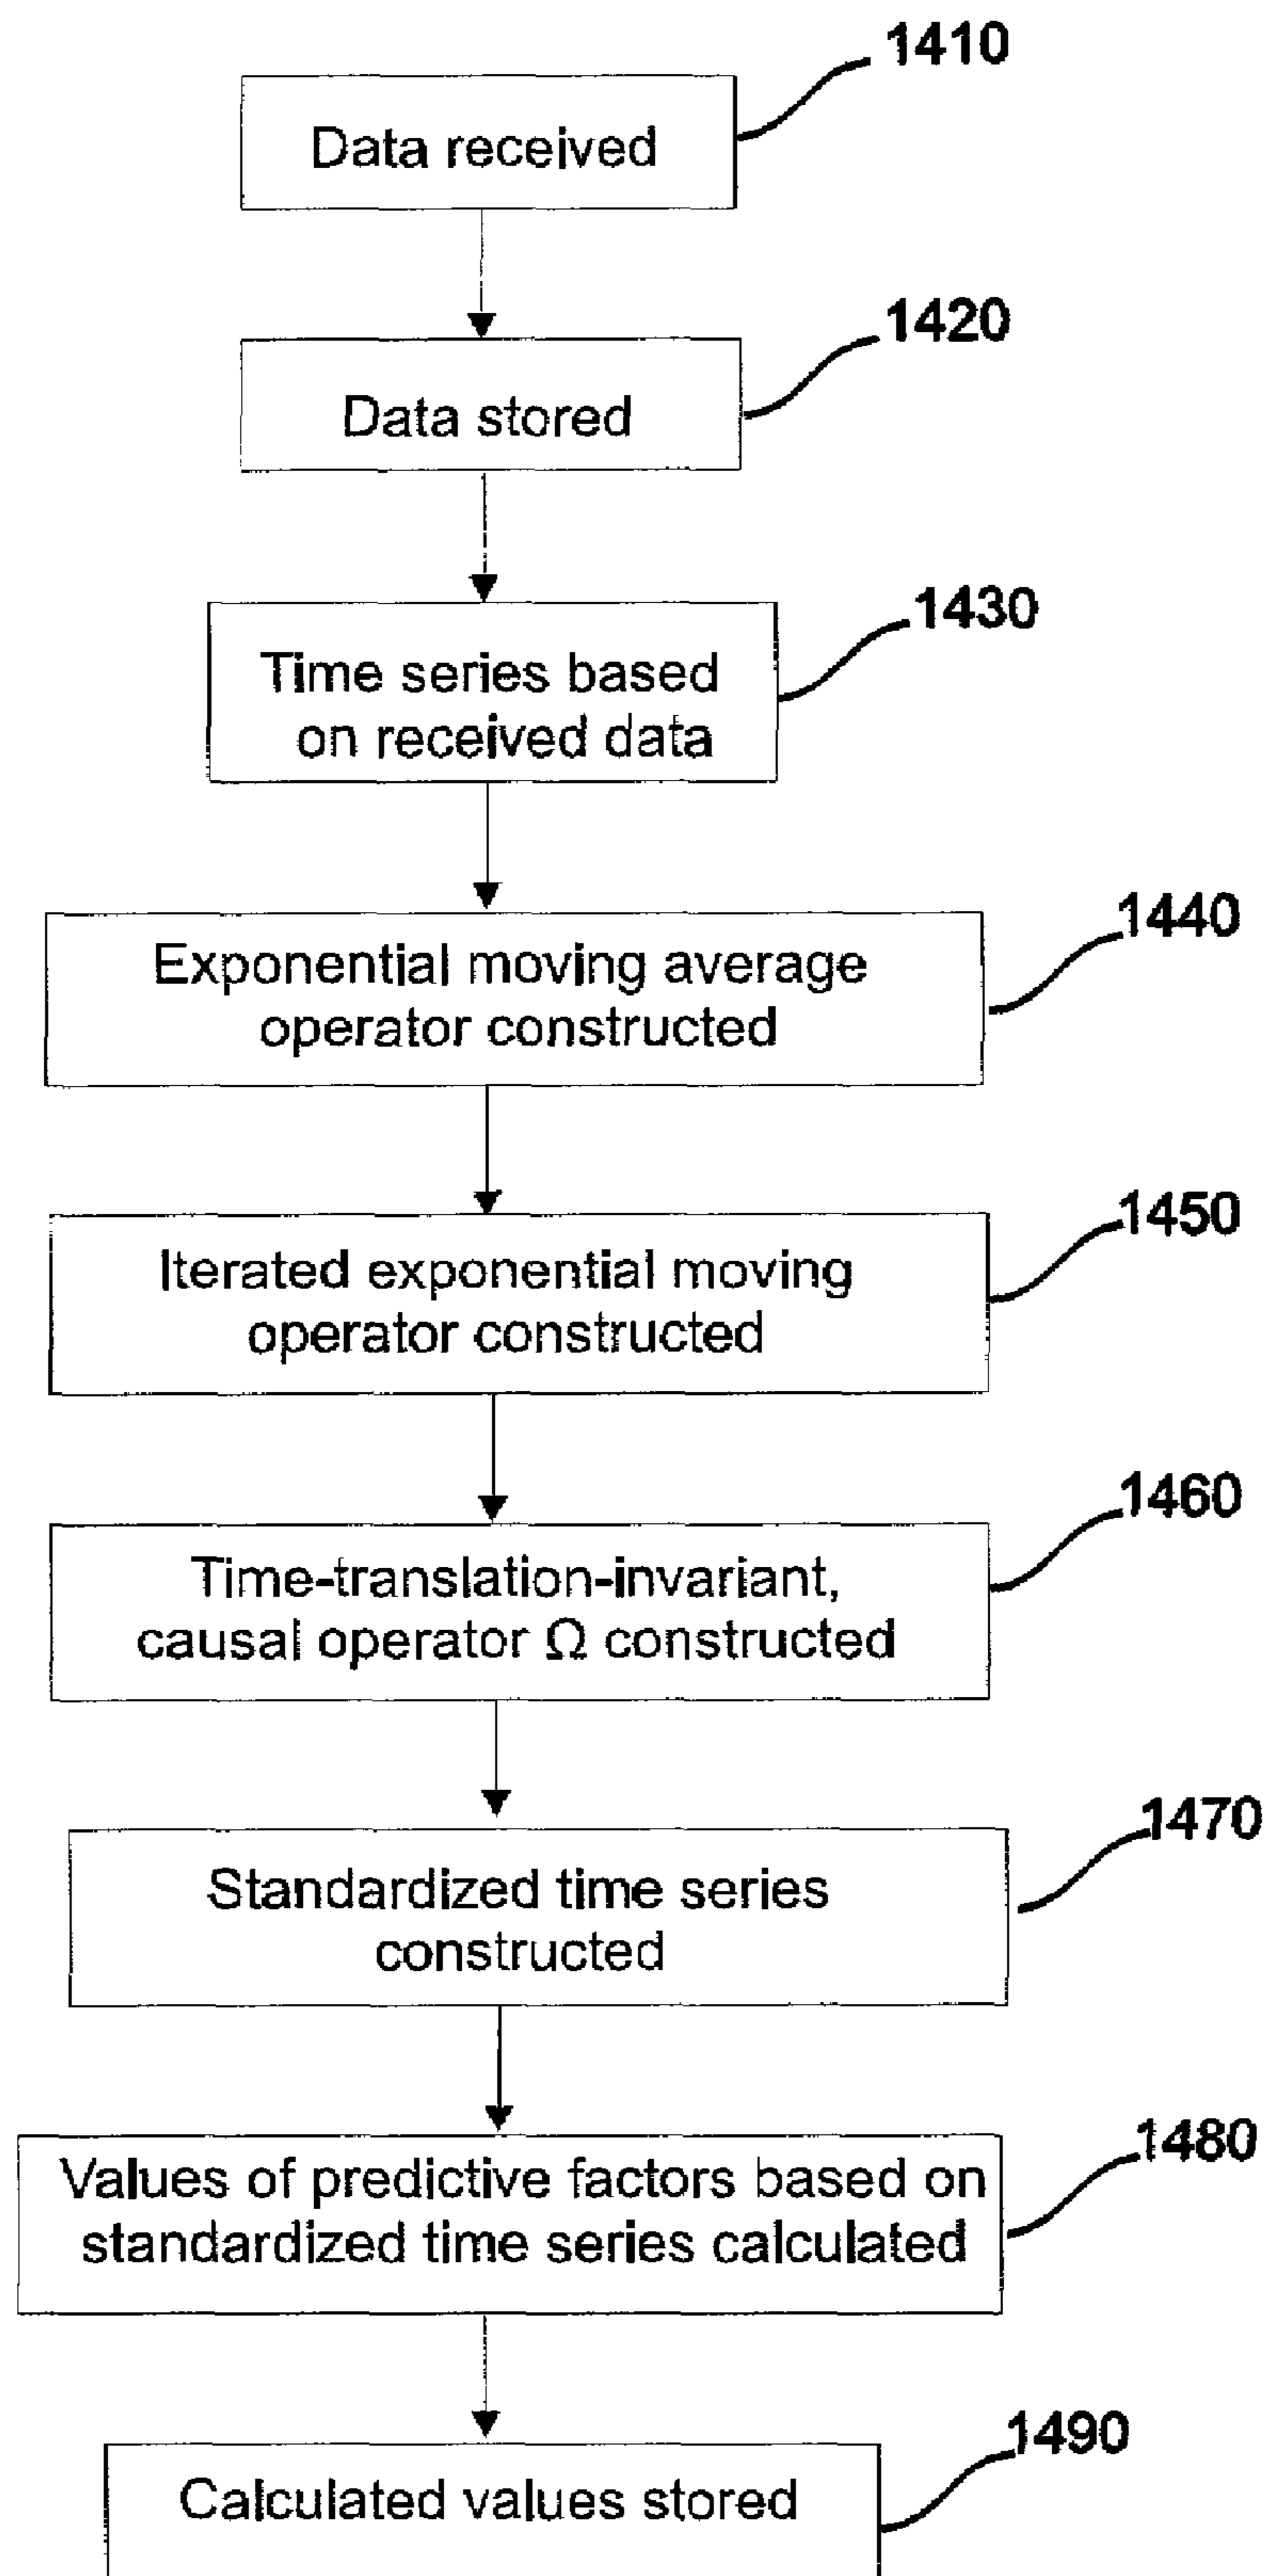 1410
Data received
1420
Data stored
1430
Time series based
on received data
1440
Exponential moving average
operator constructed
1450
Iterated exponential moving
operator constructed
1460
Time-translation-invariant,
causal operator Ω constructed
1470
Standardized time series
constructed
1480
Values of predictive factors based on
standardized time series calculated
1490
Calculated values stored